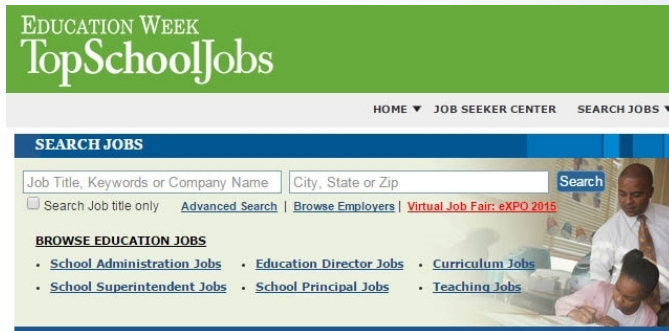 EDUCATION WEEK
TopSchoolJobs
HOME ▼ JOB SEEKER CENTER SEARCH JOBS ▼
SEARCH JOBS
Job Title, Keywords or Company Name City, State or Zip Search
Search Job title only Advanced Search | Browse Employers | Virtual Job Fair: eXPO 2015
BROWSE EDUCATION JOBS
• School Administration Jobs • Education Director Jobs • Curriculum Jobs
• School Superintendent Jobs • School Principal Jobs • Teaching Jobs